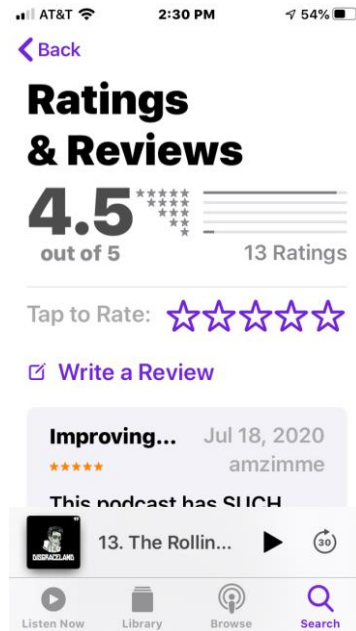 AT&T 2:30 PM 54%
Back
Ratings
& Reviews
4.5
out of 5 13 Ratings
Tap to Rate:
Write a Review
Improving... Jul 18, 2020
amzimme
This podcast has SUCH
DISGRACELAND
13. The Rollin...
30
Listen Now Library Browse Search